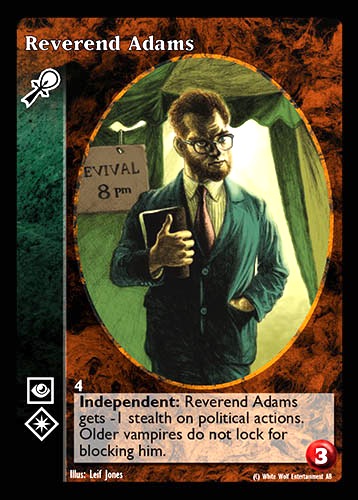 Reverend Adams
EVIVAL
8 pm
4
Independent: Reverend Adams
gets -1 stealth on political actions.
Older vampires do not lock for
blocking him.
3
Illus: Leif Jones
(C) White Wolf Entertainment AB